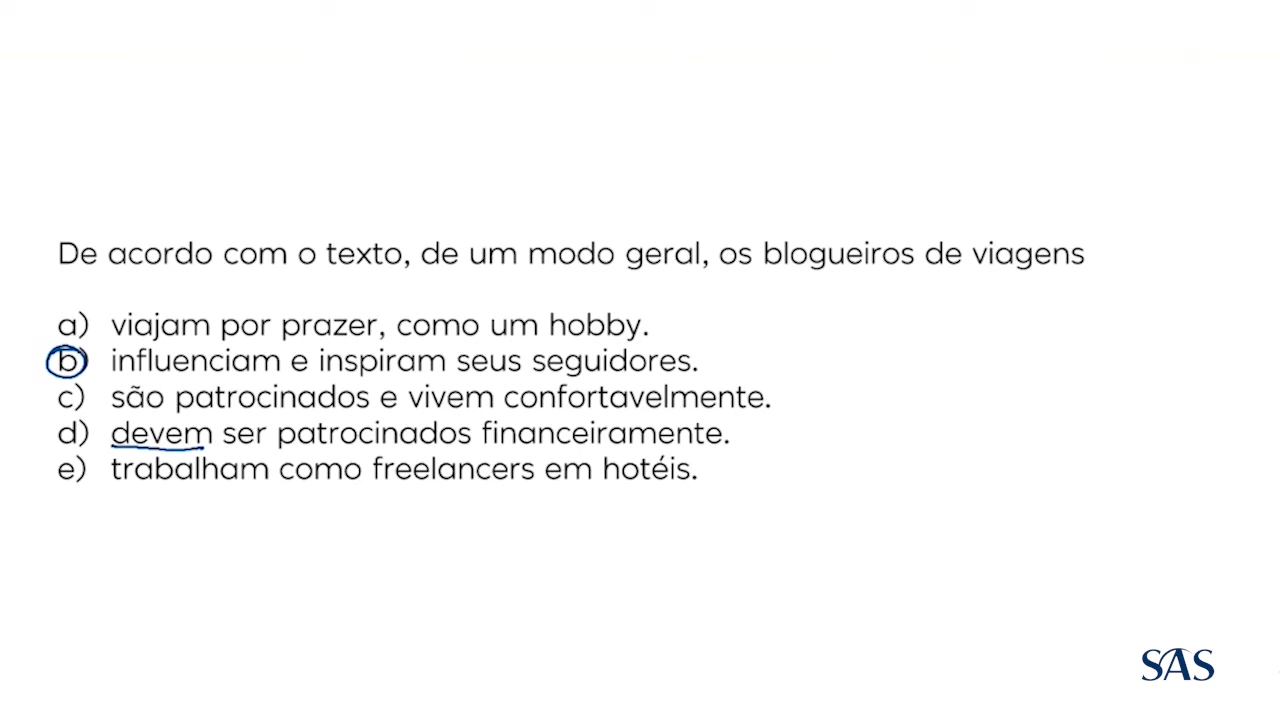 De acordo com o texto, de um modo geral, os blogueiros de viagens
a) viajam por prazer, como um hobby.
b) influenciam e inspiram seus seguidores.
c) são patrocinados e vivem confortavelmente.
d) devem ser patrocinados financeiramente.
e) trabalham como freelancers em hotéis.
SAS